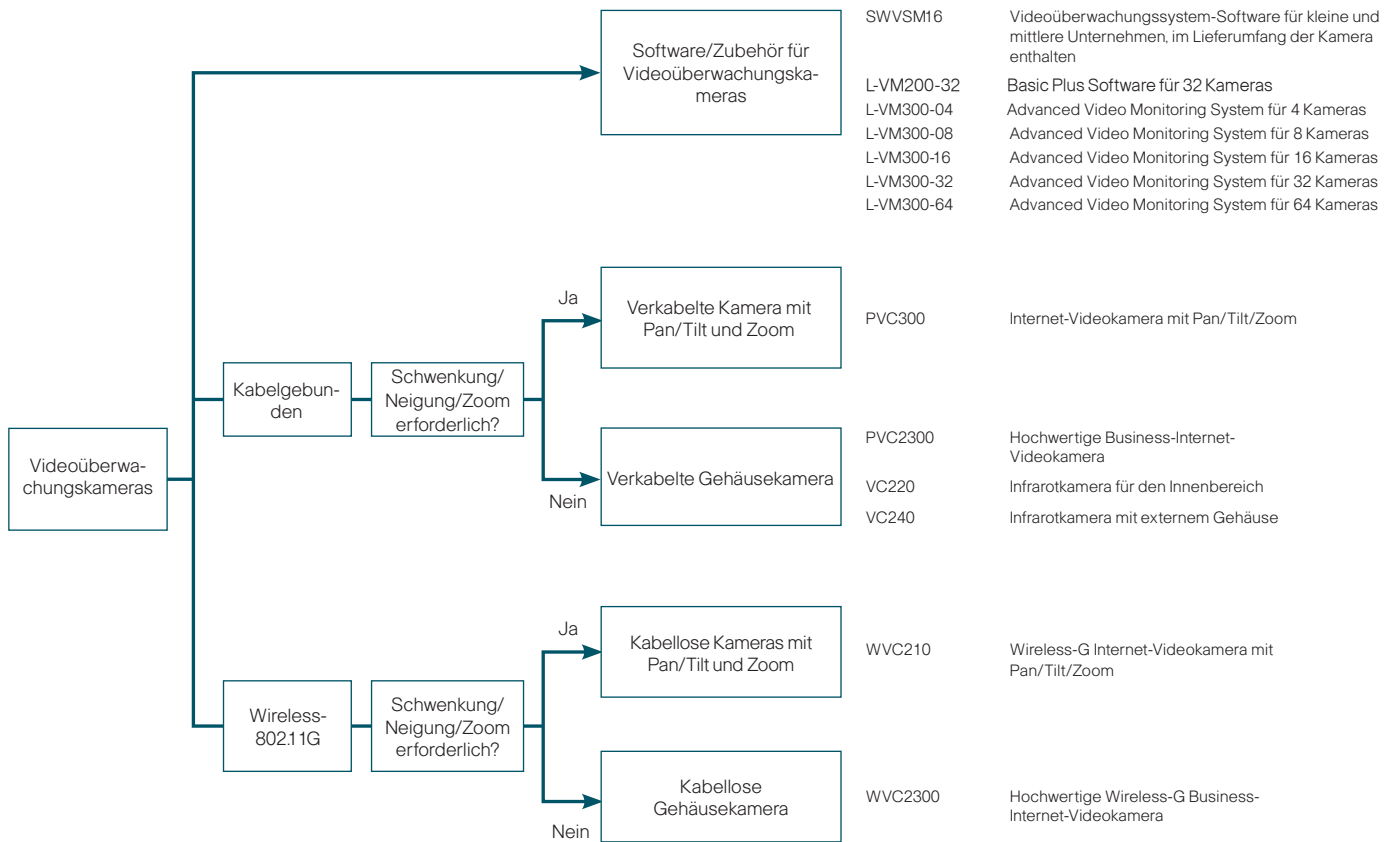 SWVSM16 Videoüberwachungssystem-Software für kleine und
mittlere Unternehmen, im Lieferumfang der Kamera
enthalten
Software/Zubehör für
Videoüberwachungska-
meras
L-VM200-32 Basic Plus Software für 32 Kameras
L-VM300-04 Advanced Video Monitoring System für 4 Kameras
L-VM300-08 Advanced Video Monitoring System für 8 Kameras
L-VM300-16 Advanced Video Monitoring System für 16 Kameras
L-VM300-32 Advanced Video Monitoring System für 32 Kameras
L-VM300-64 Advanced Video Monitoring System für 64 Kameras
Ja
Verkabelte Kamera mit
Pan/Tilt und Zoom
PVC300 Internet-Videokamera mit Pan/Tilt/Zoom
Kabelgebun-
den
Schwenkung/
Neigung/Zoom
erforderlich?
Videoüberwa-
chungskameras
Nein
Verkabelte Gehäusekamera
PVC2300 Hochwertige Business-Internet-
Videokamera
VC220 Infrarotkamera für den Innenbereich
VC240 Infrarotkamera mit externem Gehäuse
Ja
Kabellose Kameras mit
Pan/Tilt und Zoom
WVC210 Wireless-G Internet-Videokamera mit
Pan/Tilt/Zoom
Wireless-
802.11G
Schwenkung/
Neigung/Zoom
erforderlich?
Nein
Kabellose
Gehäusekamera
WVC2300 Hochwertige Wireless-G Business-
Internet-Videokamera